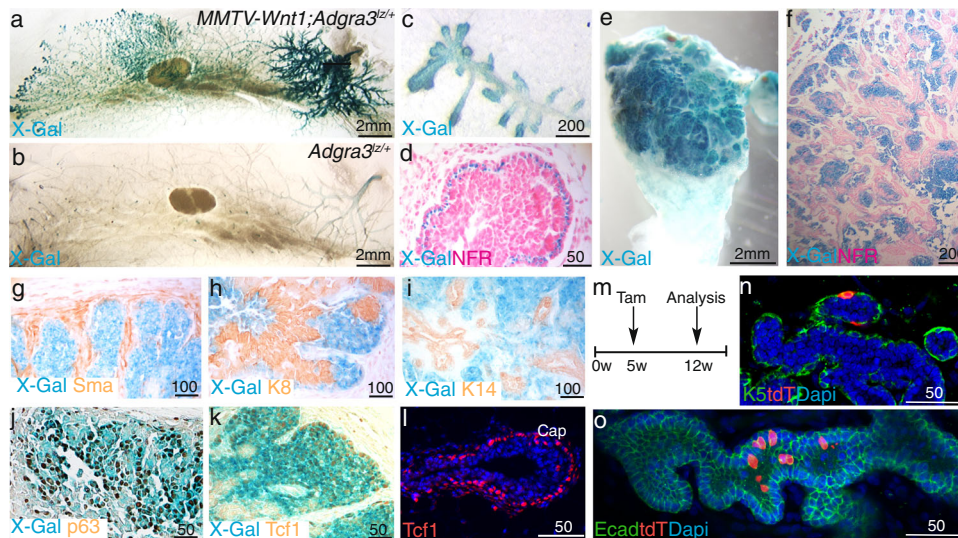 a
MMTV-Wnt1;Adgra3lz/+
X-Gal
2mm
b
Adgra3lz/+
X-Gal
2mm
c
X-Gal
200
d
X-GalNFR
50
e
X-Gal
2mm
f
X-GalNFR
200
g
X-Gal Sma
100
h
X-Gal K8
100
i
X-Gal K14
100
m
Tam Analysis
0w 5w 12w
n
K5tdTDapi
50
j
X-Gal p63
50
k
X-Gal Tcf1
50
l
Cap
Tcf1
50
o
EcadtdTDapi
50